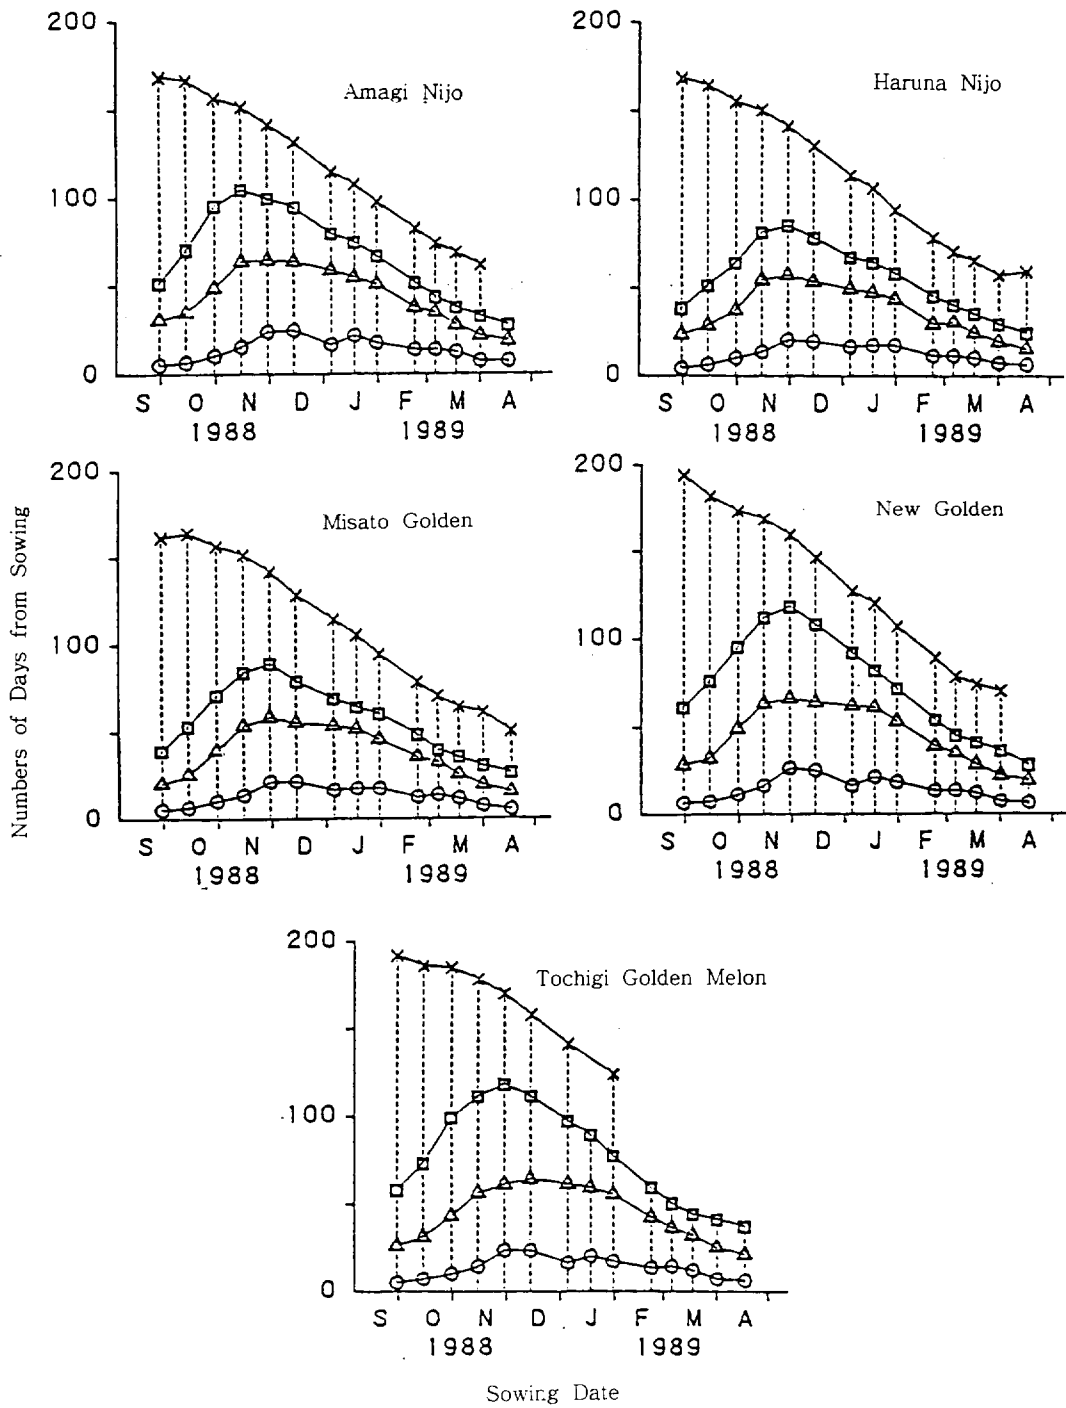 200
100
0
Amagi Nijo
S O N D J F M A
1988 1989
200
100
0
Haruna Nijo
S O N D J F M A
1988 1989
Numbers of Days from Sowing
200
100
0
Misato Golden
S O N D J F M A
1988 1989
200
100
0
New Golden
S O N D J F M A
1988 1989
200
100
0
Tochigi Golden Melon
S O N D J F M A
1988 1989
Sowing Date